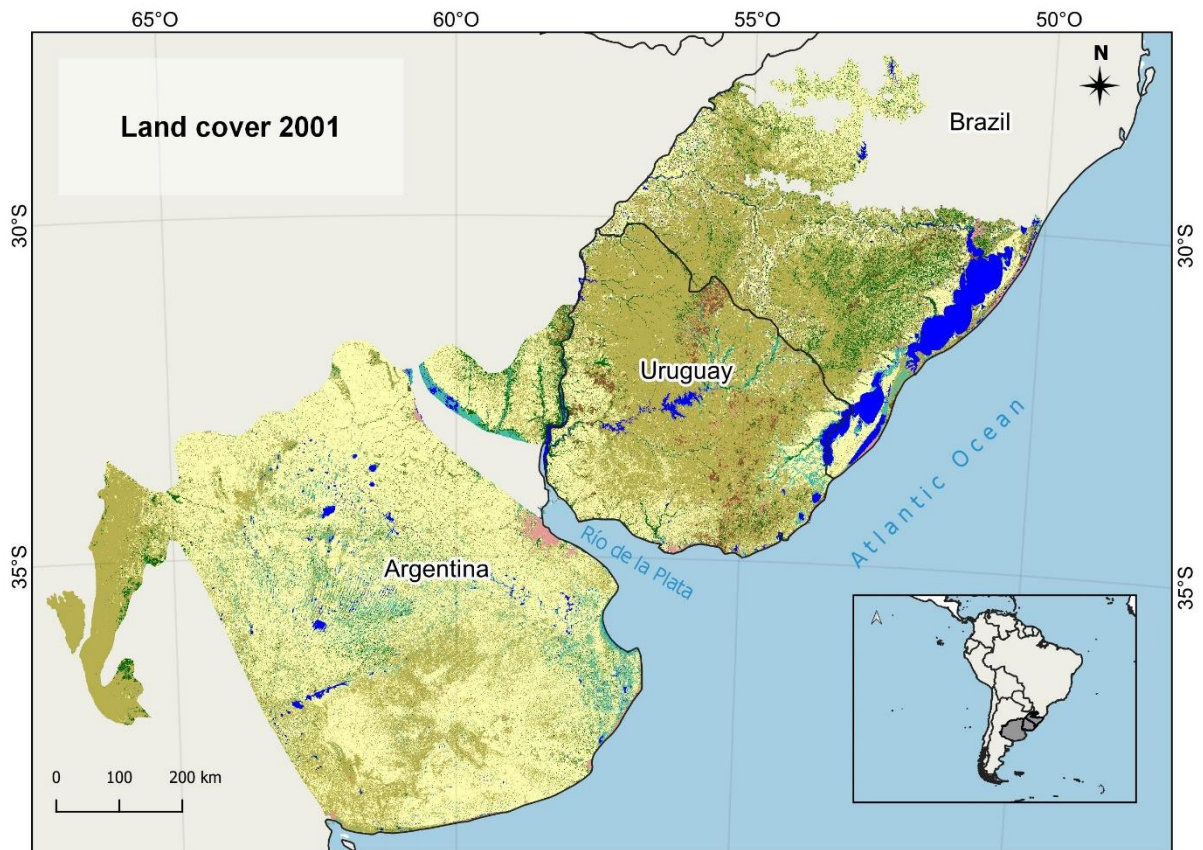 65°O
60°O
55°O
50°O
Land cover 2001
N
Brazil
30°S
30°S
Uruguay
Atlantic Ocean
Río de la Plata
Argentina
35°S
35°S
0 100 200 km